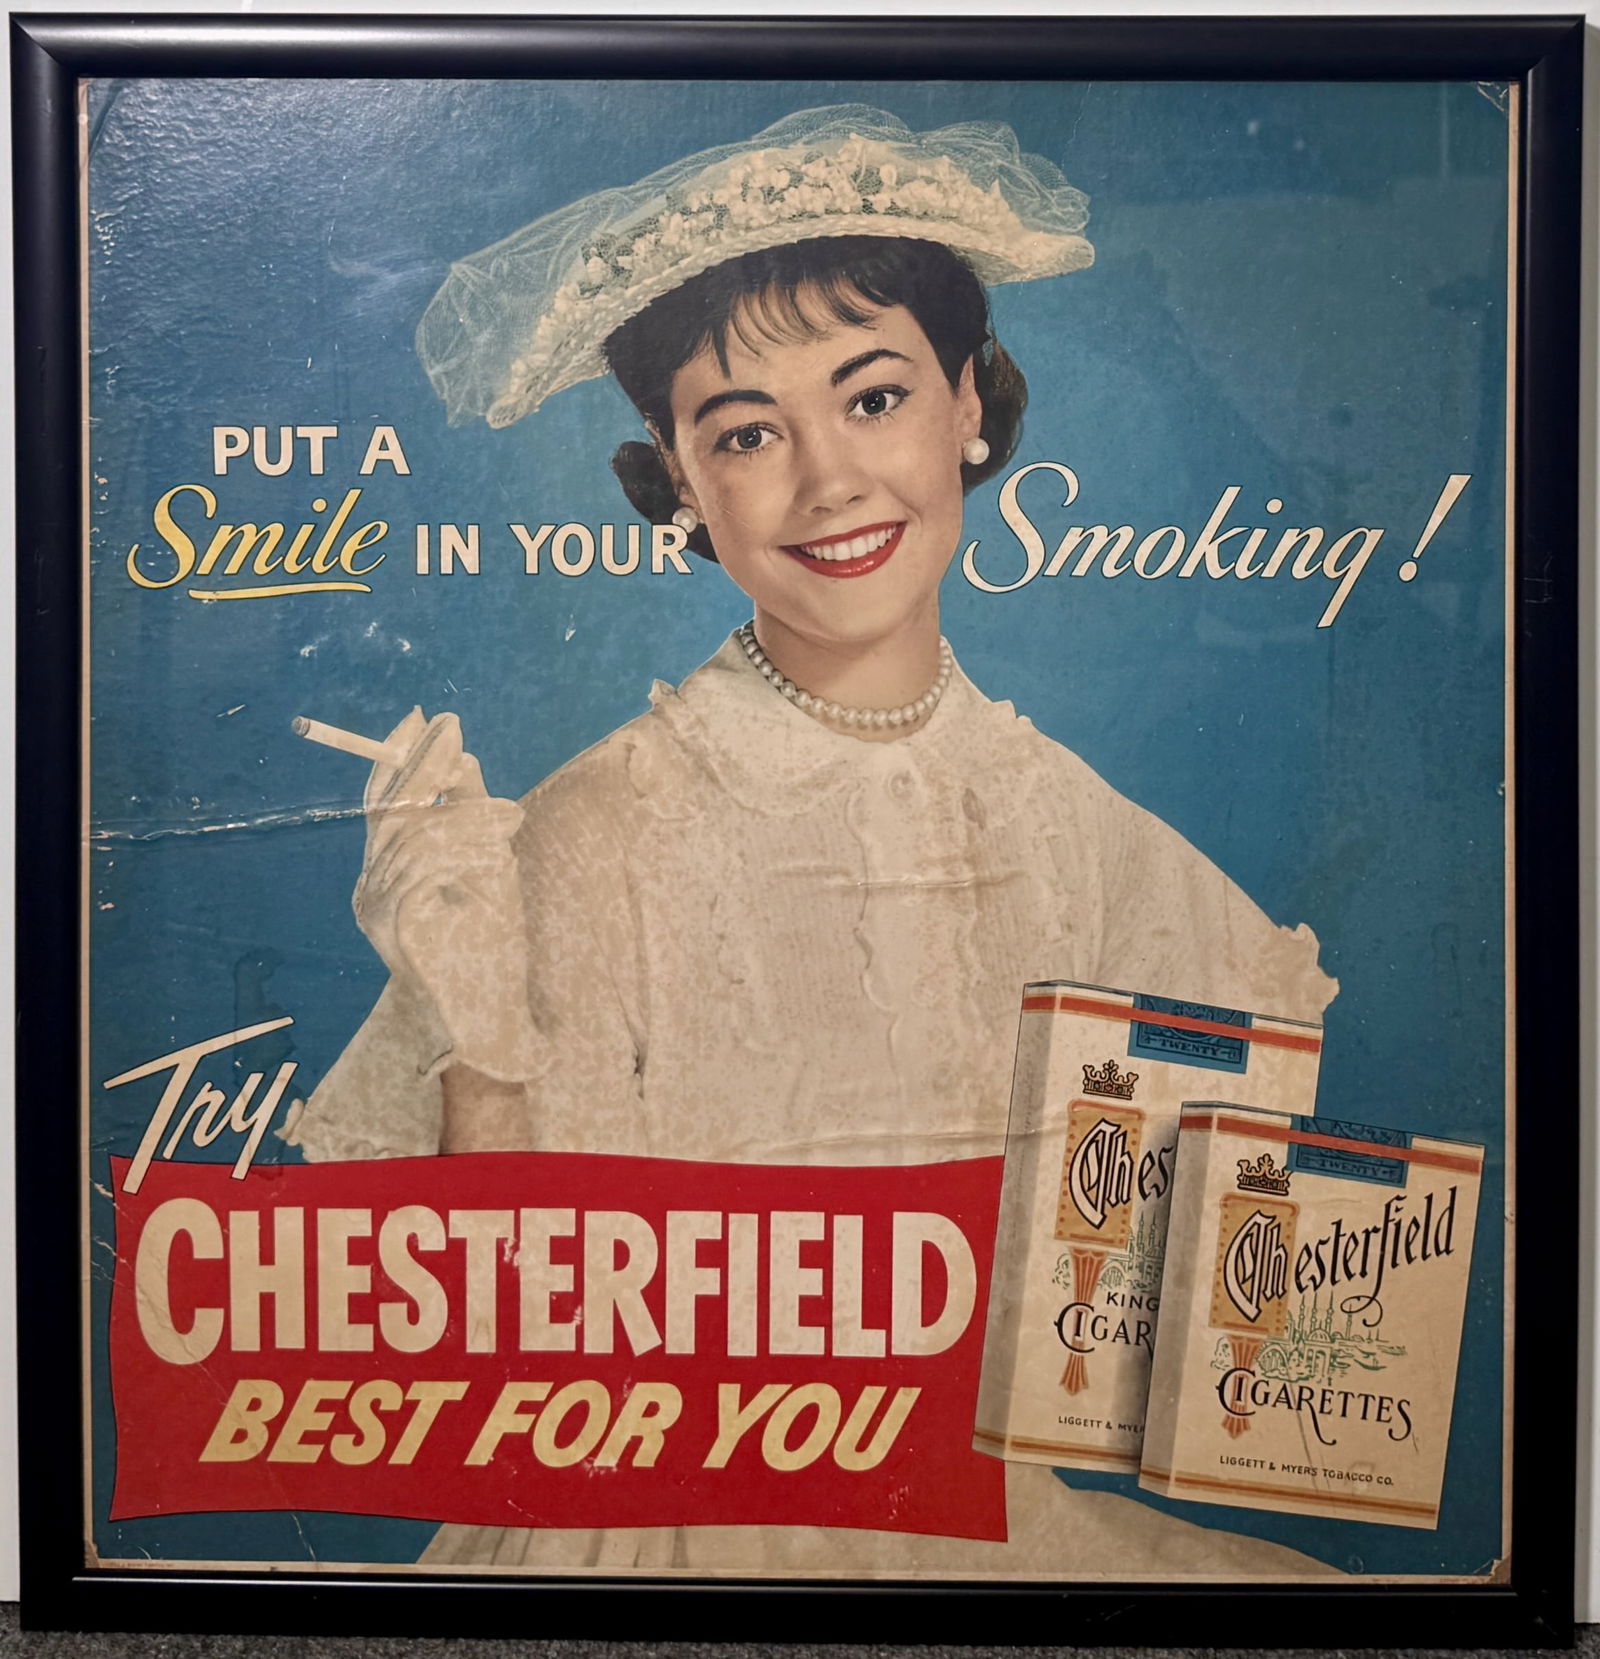 PUT A
Smile IN YOUR Smoking!
Try
CHESTERFIELD
BEST FOR YOU
TWENTY
Ches
KING
CIGAR
LIGGETT & MYE
TWENTY
Chesterfield
CIGARETTES
LIGGETT & MYERS TOBACCO CO.